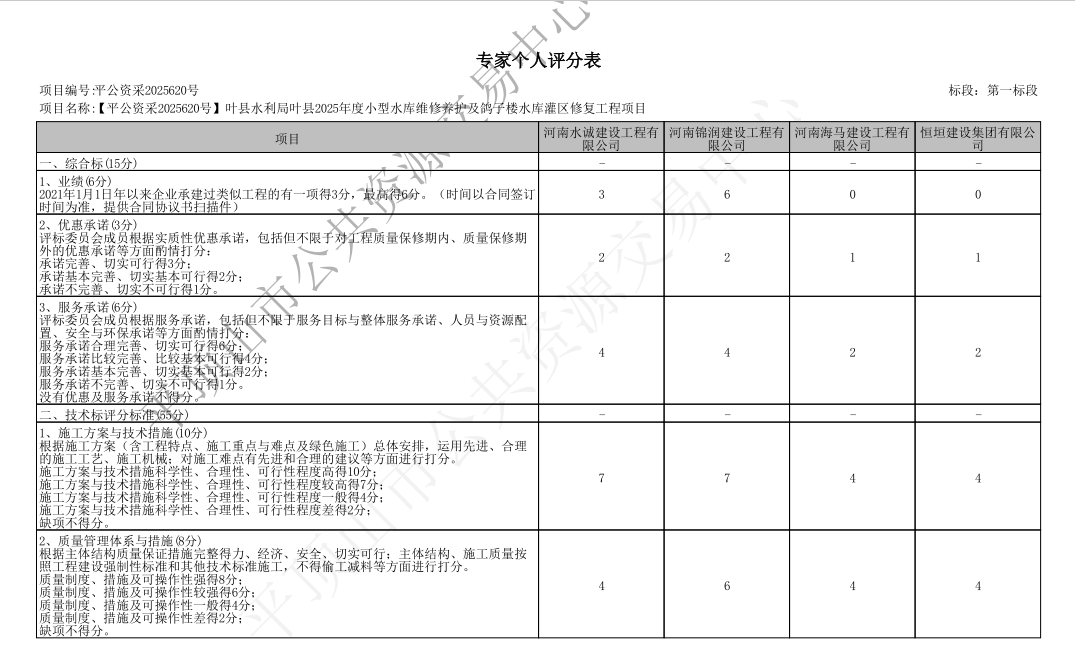 专家个人评分表
项目编号:平公资采2025620号
标段：第一标段
项目名称:【平公资采2025620号】叶县水利局叶县2025年度小型水库维修养护及鸽子楼水库灌区修复工程项目
项目
河南水诚建设工程有限公司
河南锦润建设工程有限公司
河南海马建设工程有限公司
恒垣建设集团有限公司
一、综合标(15分)
－ － － －
1、业绩(6分)
2021年1月1日年以来企业承建过类似工程的有一项得3分，最高得6分。（时间以合同签订
时间为准，提供合同协议书扫描件）
3 6 0 0
2、优惠承诺(3分)
评标委员会成员根据实质性优惠承诺，包括但不限于对工程质量保修期内、质量保修期
外的优惠承诺等方面酌情打分：
承诺完善、切实可行得3分；
承诺基本完善、切实基本可行得2分；
承诺不完善、切实不可行得1分。
2 2 1 1
3、服务承诺(6分)
评标委员会成员根据服务承诺，包括但不限于服务目标与整体服务承诺、人员与资源配
置、安全与环保承诺等方面酌情打分：
服务承诺合理完善、切实可行得6分；
服务承诺比较完善、比较基本可行得4分；
服务承诺基本完善、切实基本可行得2分；
服务承诺不完善、切实不可行得1分。
没有优惠及服务承诺不得分。
4 4 2 2
二、技术标评分标准(55分)
－ － － －
1、施工方案与技术措施(10分)
根据施工方案（含工程特点、施工重点与难点及绿色施工）总体安排，运用先进、合理
的施工工艺、施工机械；对施工难点有先进和合理的建议等方面进行打分。
施工方案与技术措施科学性、合理性、可行性程度高得10分；
施工方案与技术措施科学性、合理性、可行性程度较高得7分；
施工方案与技术措施科学性、合理性、可行性程度一般得4分；
施工方案与技术措施科学性、合理性、可行性程度差得2分；
缺项不得分。
7 7 4 4
2、质量管理体系与措施(8分)
根据主体结构质量保证措施完整得力、经济、安全、切实可行；主体结构、施工质量按
照工程建设强制性标准和其他技术标准施工，不得偷工减料等方面进行打分。
质量制度、措施及可操作性强得8分；
质量制度、措施及可操作性较强得6分；
质量制度、措施及可操作性一般得4分；
质量制度、措施及可操作性差得2分；
缺项不得分。
4 6 4 4
平顶山市公共资源交易中心
平顶山市公共资源交易中心